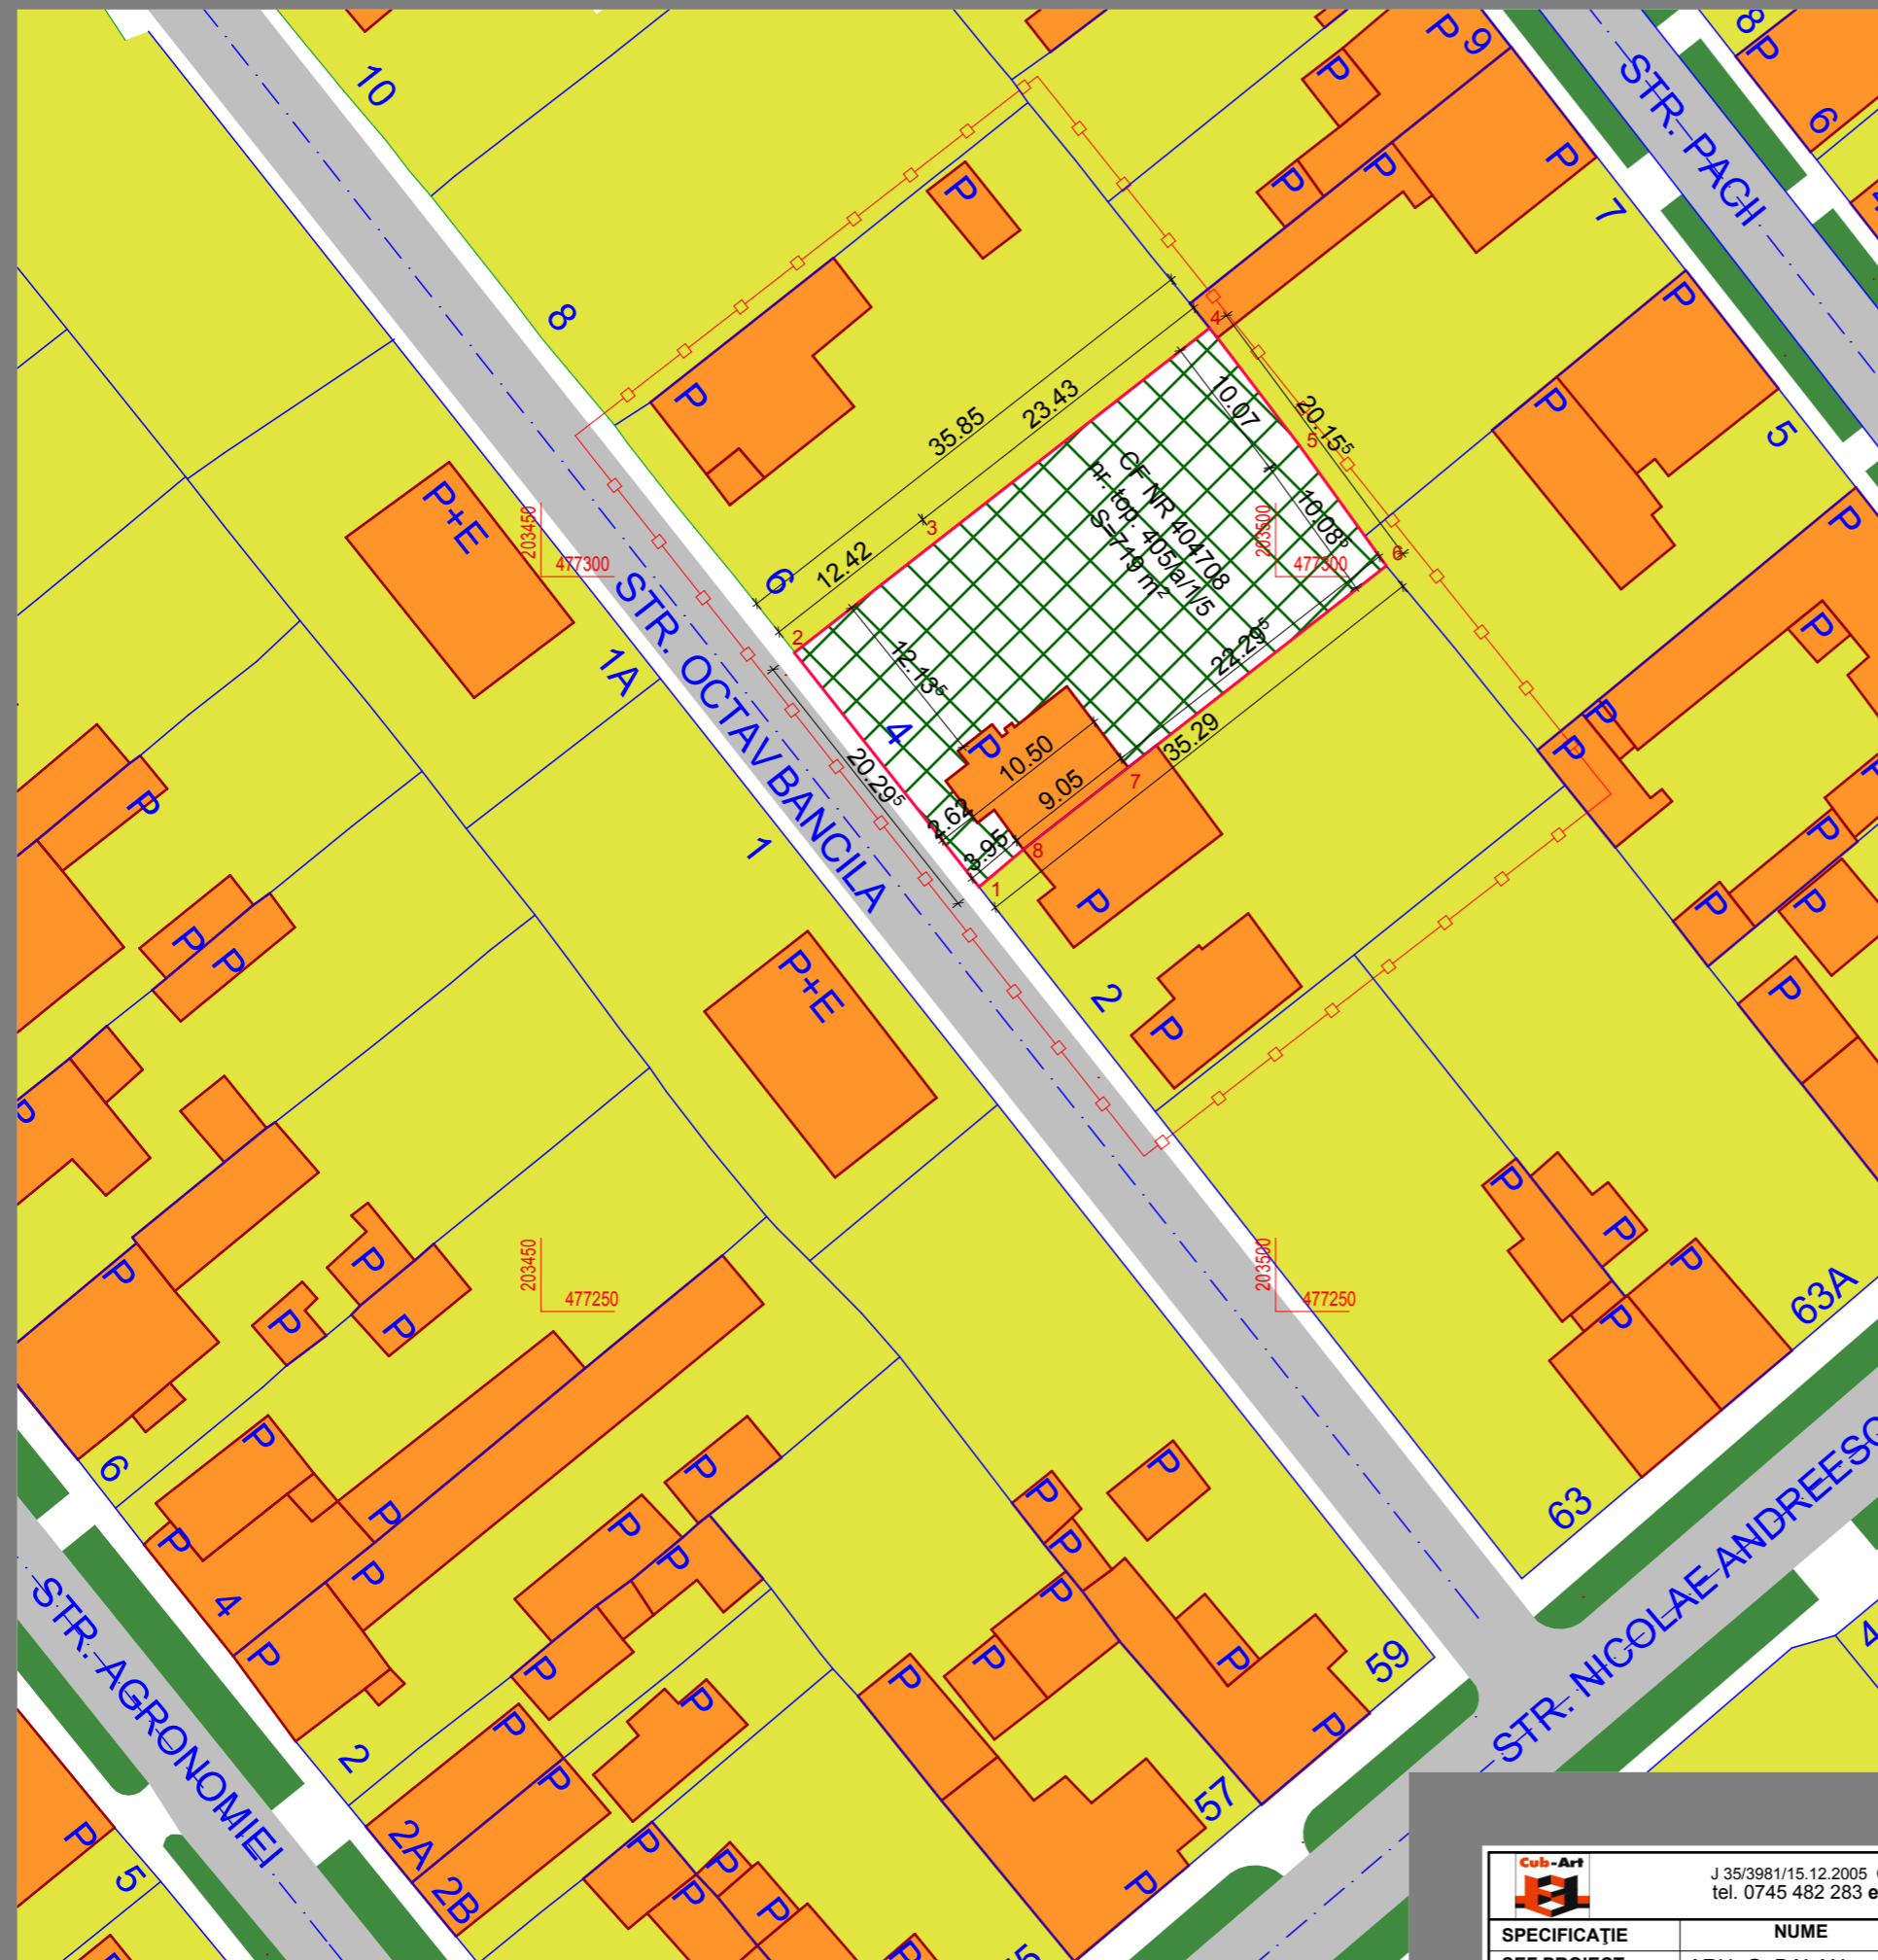 10
P
9
P
8
P
STR. PACH
6
P
P
P
P
7
P
8
4
P
P
35.85
23.43
10.07
20.15⁵
5
P
5
P+E
203450
477300
3
12.42
6
CF NR 404708
nr. top. 405/a/1/5
S=719 m²
203500
477300
10.08⁵
6
P
STR. OCTAV BANCILA
1A
2
12.13⁵
22.29⁵
P
4
P
10.50
35.29
P
P
P
20.29⁵
9.05
7
2.62
3.95
8
1
1
P
P
P
P
P
P
P+E
2
P
P
P
203450
477250
203500
477250
P
P
P
P
P
P
P
P
P
63A
6
P
P
P
P
P
P
P
P
P
P
63
4
P
P
P
P
P
P
P
59
P
STR. NICOLAE ANDREESC
STR. AGRONOMIEI
2
P
P
P
57
P
4
2A
2B
P
5
P
P
P
P
P
Cub-Art
J 35/3981/15.12.2005
tel. 0745 482 283 e
SPECIFICAŢIE
NUME